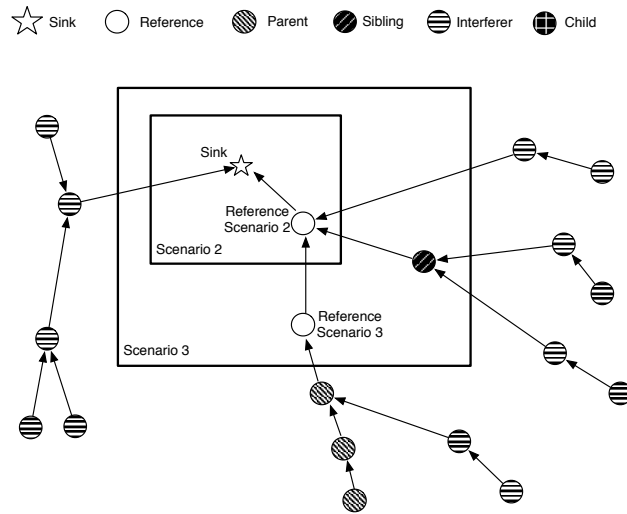 Sink Reference Parent Sibling Interferer Child
Sink
Reference
Scenario 2
Scenario 2
Reference
Scenario 3
Scenario 3